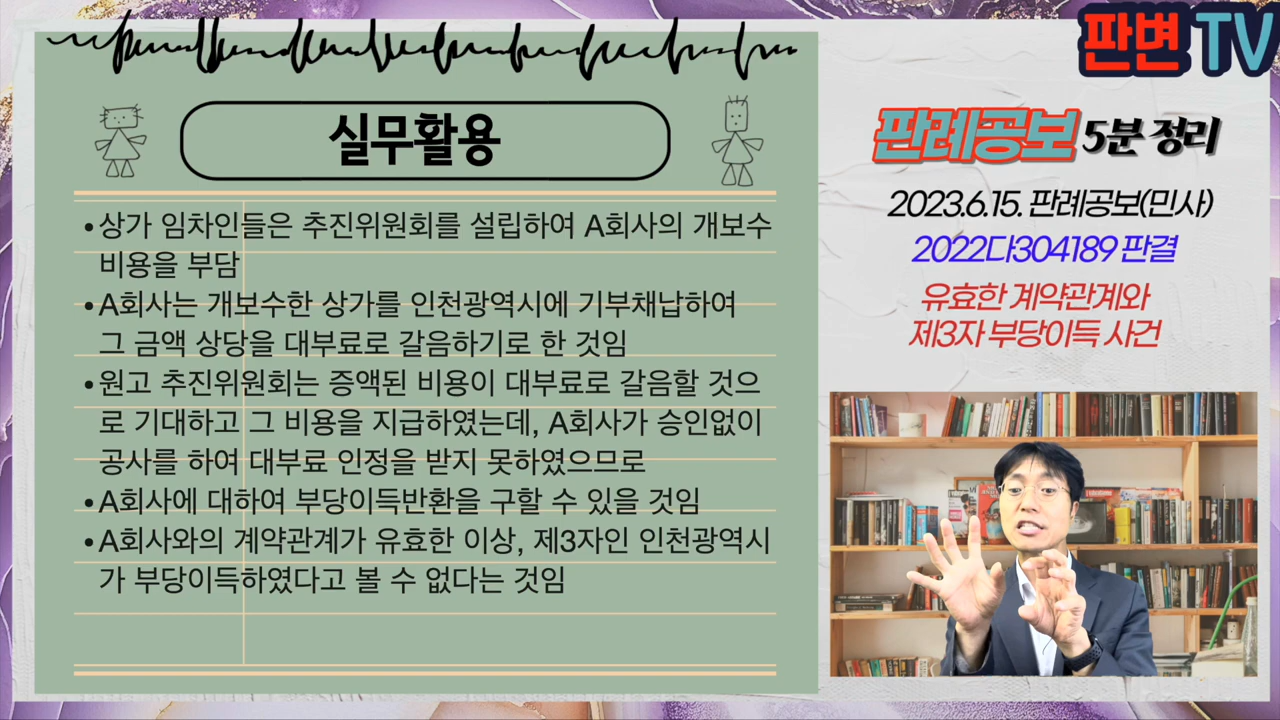 판변 TV
실무활용
• 상가 임차인들은 추진위원회를 설립하여 A회사의 개보수
비용을 부담
• A회사는 개보수한 상가를 인천광역시에 기부채납하여
그 금액 상당을 대부료로 갈음하기로 한 것임
• 원고 추진위원회는 증액된 비용이 대부료로 갈음할 것으
로 기대하고 그 비용을 지급하였는데, A회사가 승인없이
공사를 하여 대부료 인정을 받지 못하였으므로
• A회사에 대하여 부당이득반환을 구할 수 있을 것임
• A회사와의 계약관계가 유효한 이상, 제3자인 인천광역시
가 부당이득하였다고 볼 수 없다는 것임
판례공보 5분 정리
2023.6.15. 판례공보(민사)
2022다304189 판결
유효한 계약관계와
제3자 부당이득 사건